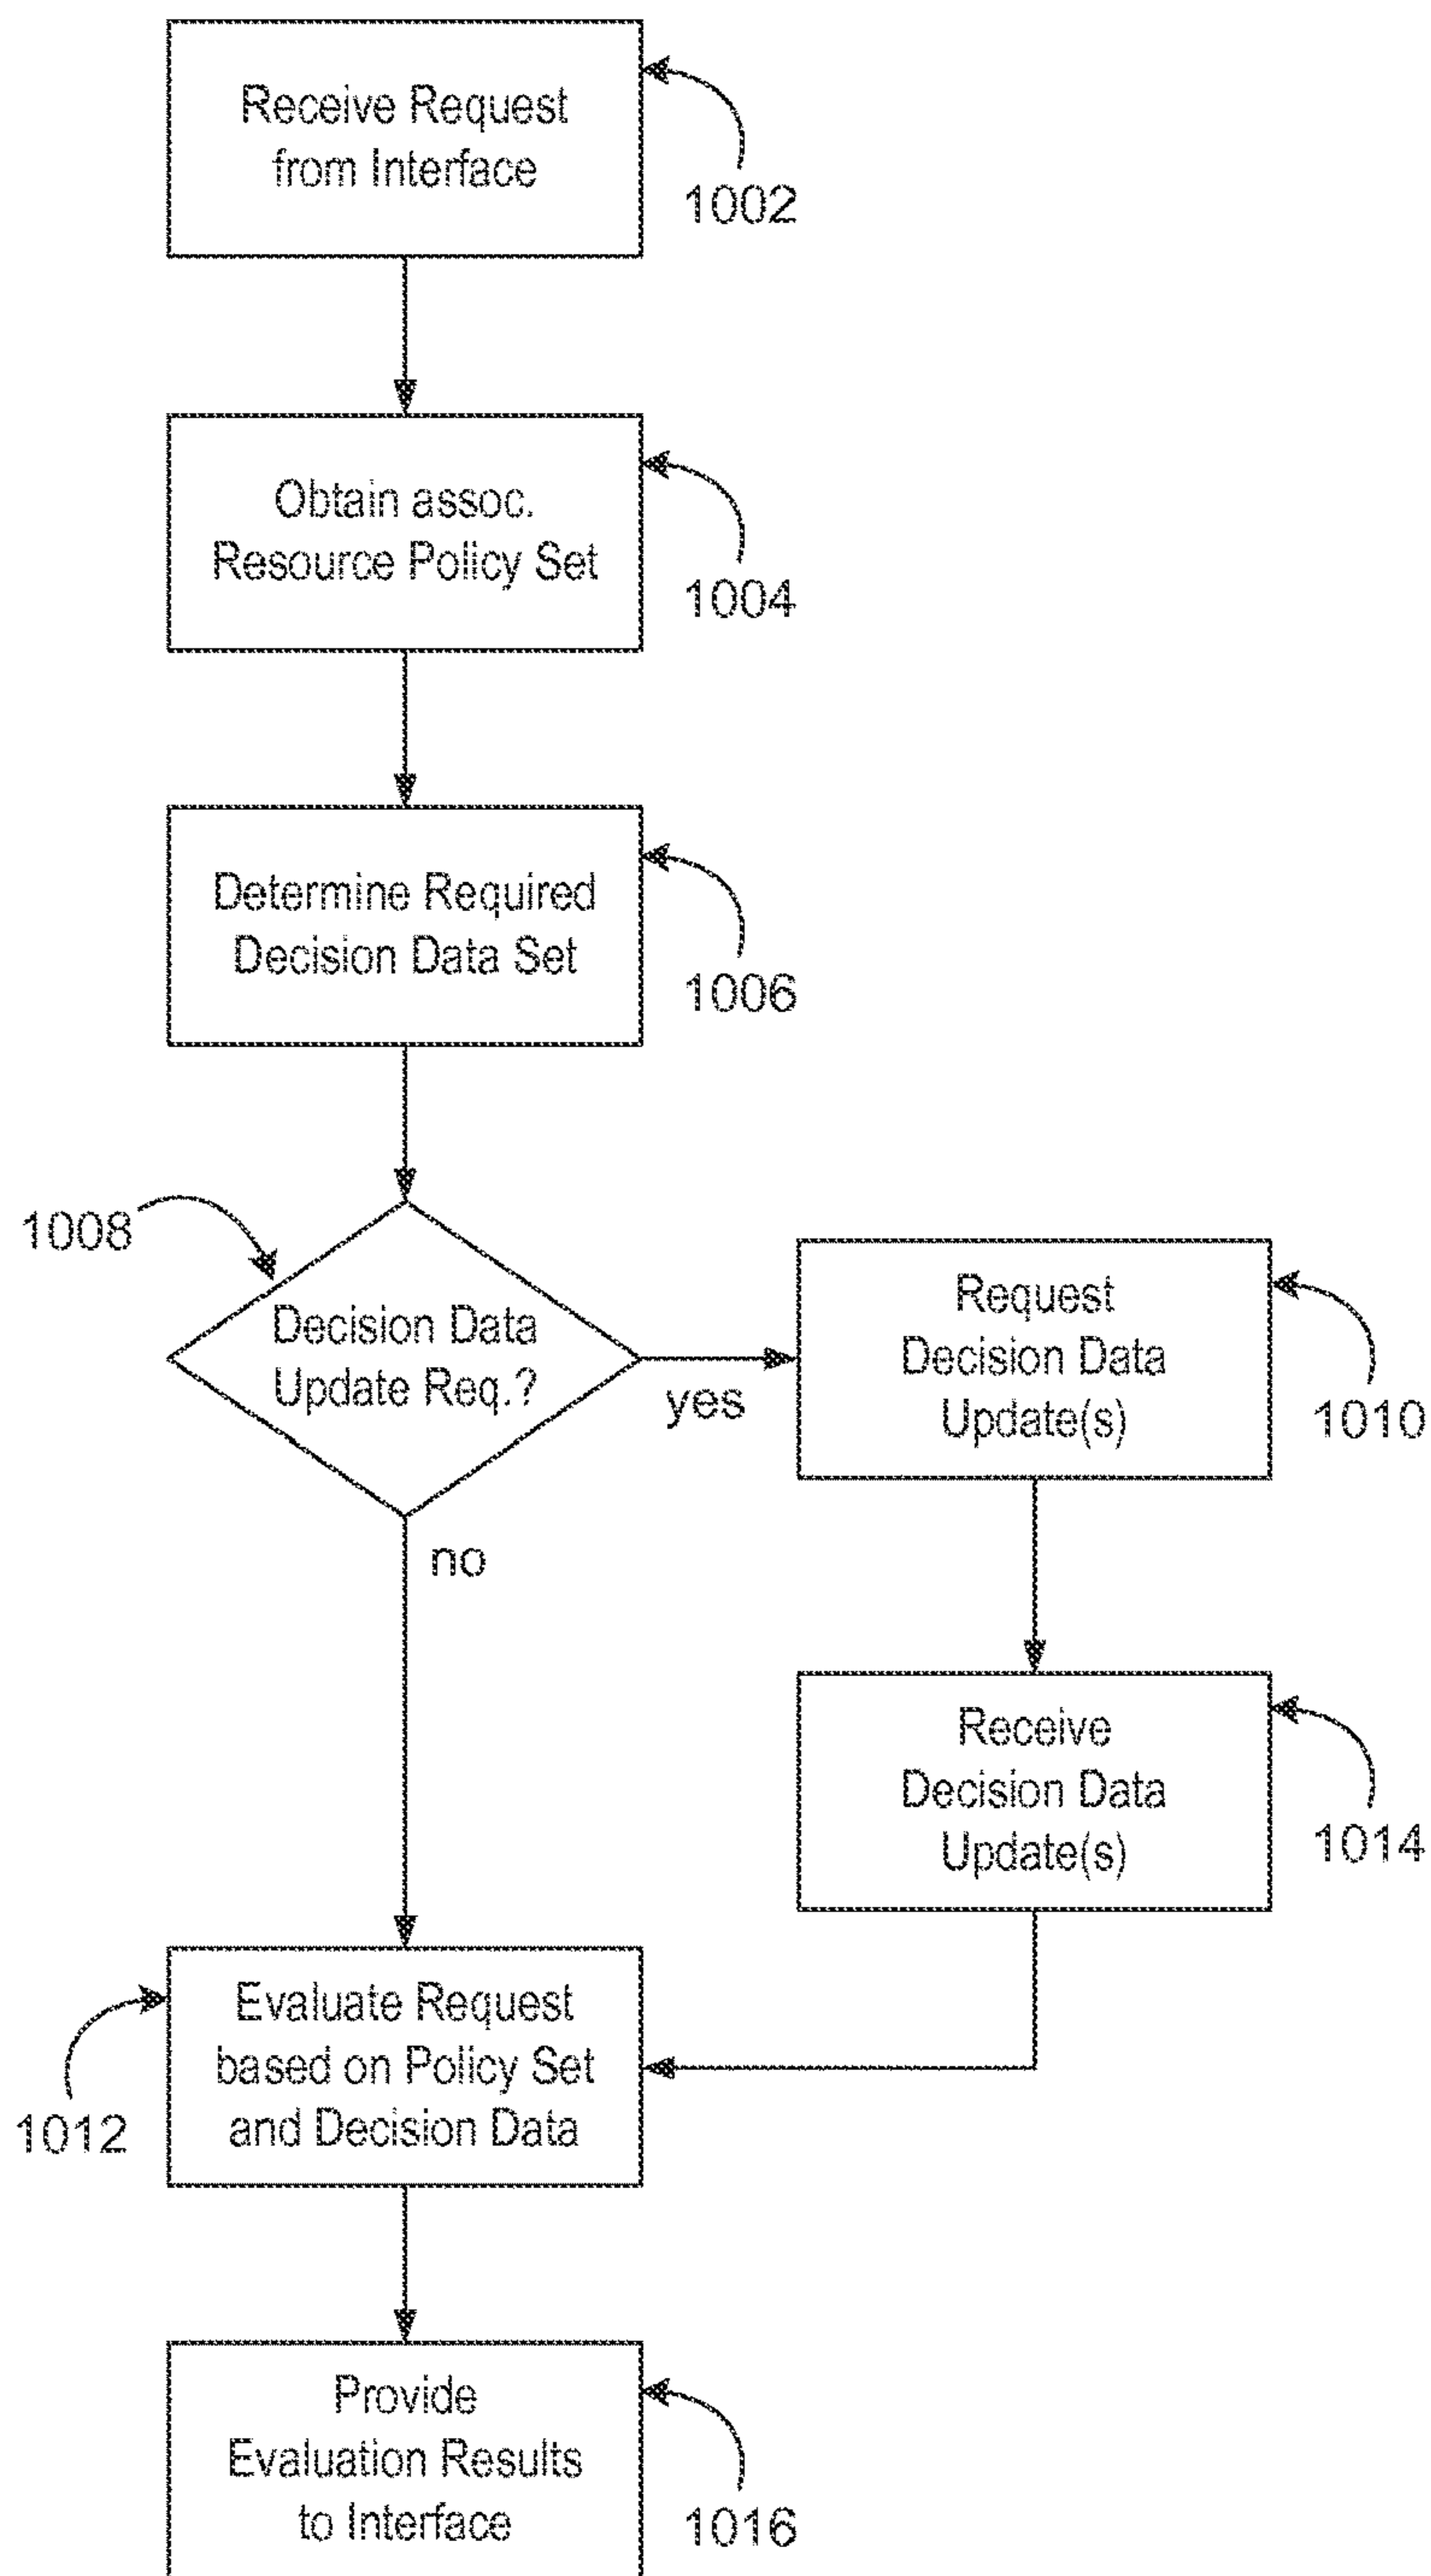 Receive Request
from Interface
1002
Obtain assoc.
Resource Policy Set
1004
Determine Required
Decision Data Set
1006
1008
Decision Data
Update Req.?
yes
no
Request
Decision Data
Update(s)
1010
Receive
Decision Data
Update(s)
1014
Evaluate Request
based on Policy Set
and Decision Data
1012
Provide
Evaluation Results
to Interface
1016